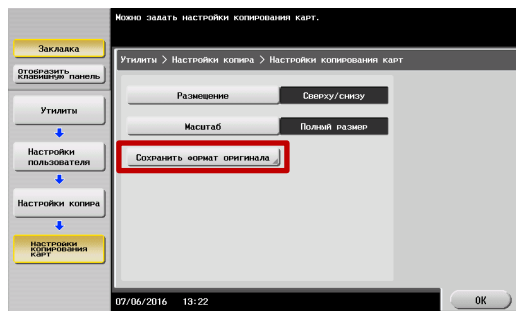 Можно задать настройки копирования карт.
Закладка
Отобразить
клавишную панель
Утилиты > Настройки копира > Настройки копирования карт
Размещение
Сверху/снизу
Утилиты
Масштаб
Полный размер
Настройки
пользователя
Сохранить формат оригинала
Настройки копира
Настройки
копирования
карт
07/06/2016 13:22
OK